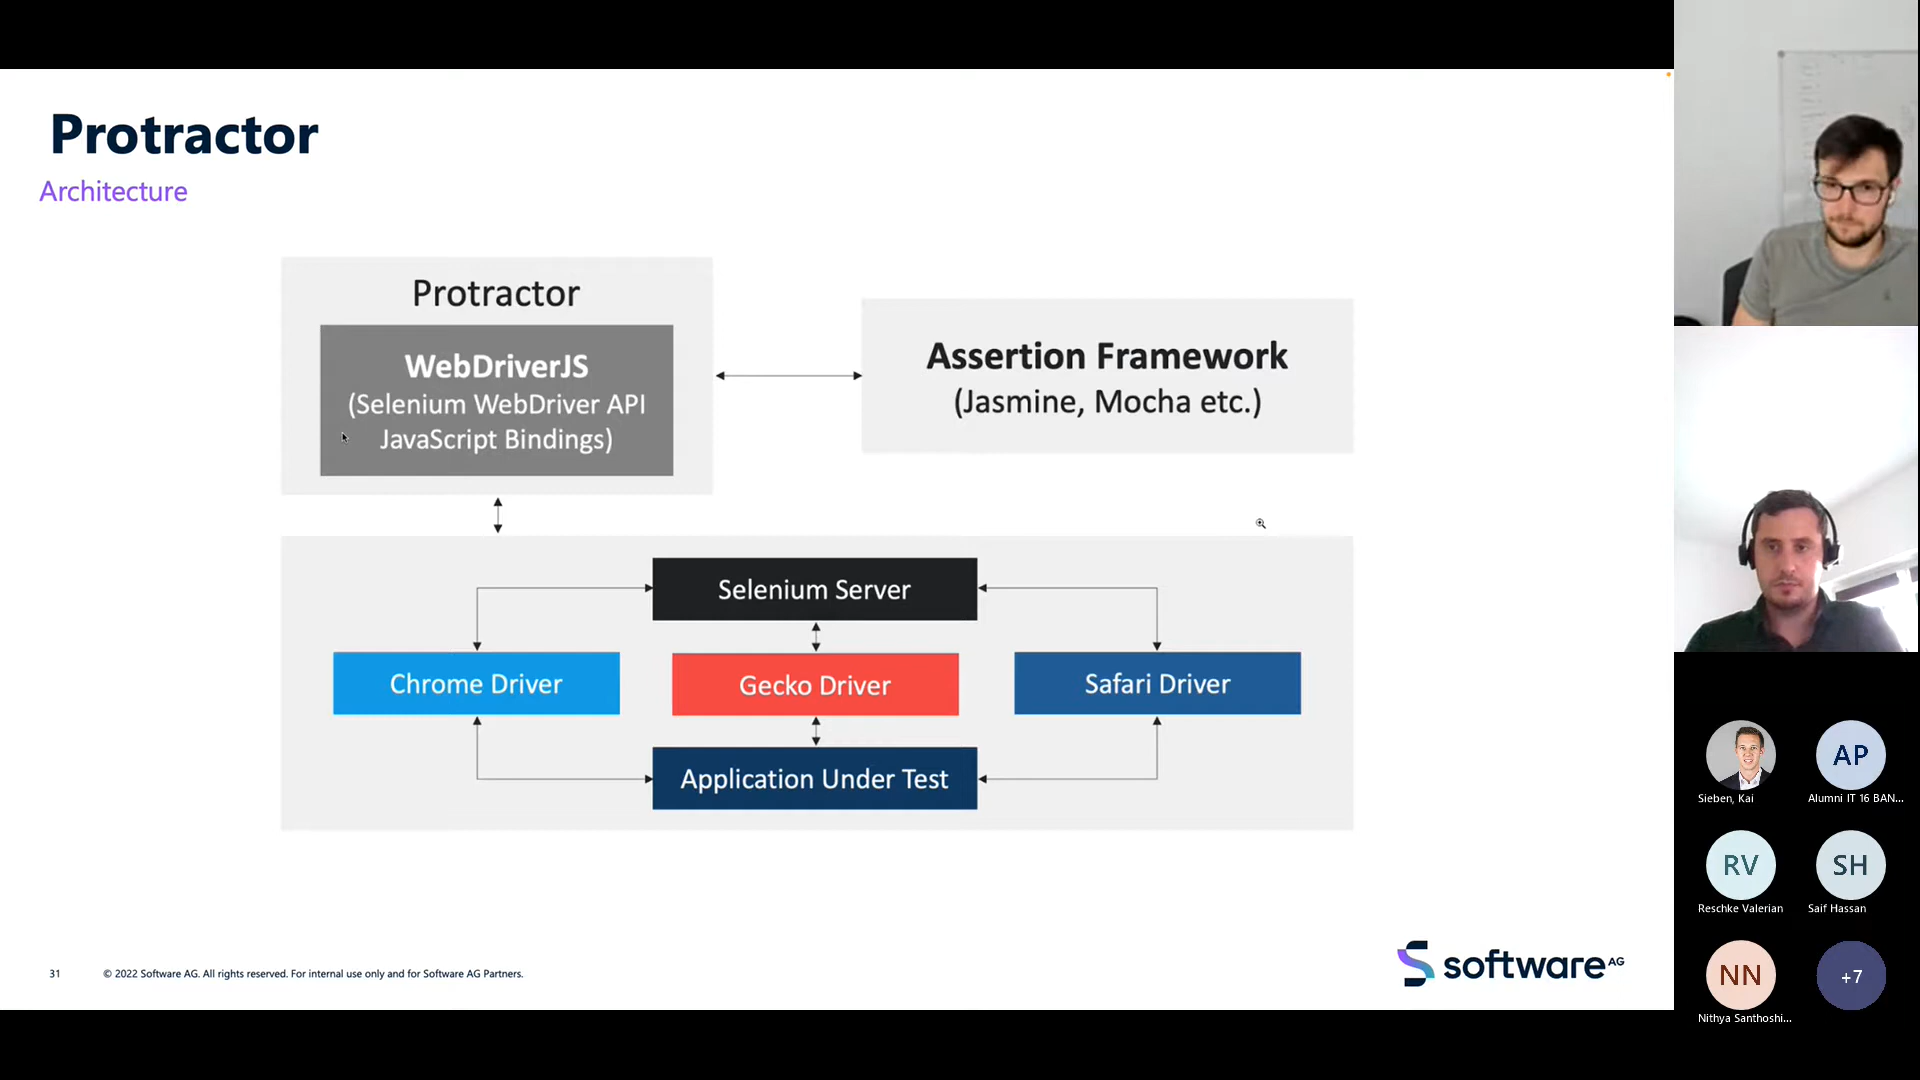 Protractor
Architecture
Protractor
WebDriverJS
(Selenium WebDriver API
JavaScript Bindings)
Assertion Framework
(Jasmine, Mocha etc.)
Selenium Server
Chrome Driver
Gecko Driver
Safari Driver
Application Under Test
31
© 2022 Software AG. All rights reserved. For internal use only and for Software AG Partners.
software AG
Sieben, Kai
AP
Alumni IT 16 BAN...
RV
Reschke Valerian
SH
Saif Hassan
NN
Nithya Santhoshi...
+7